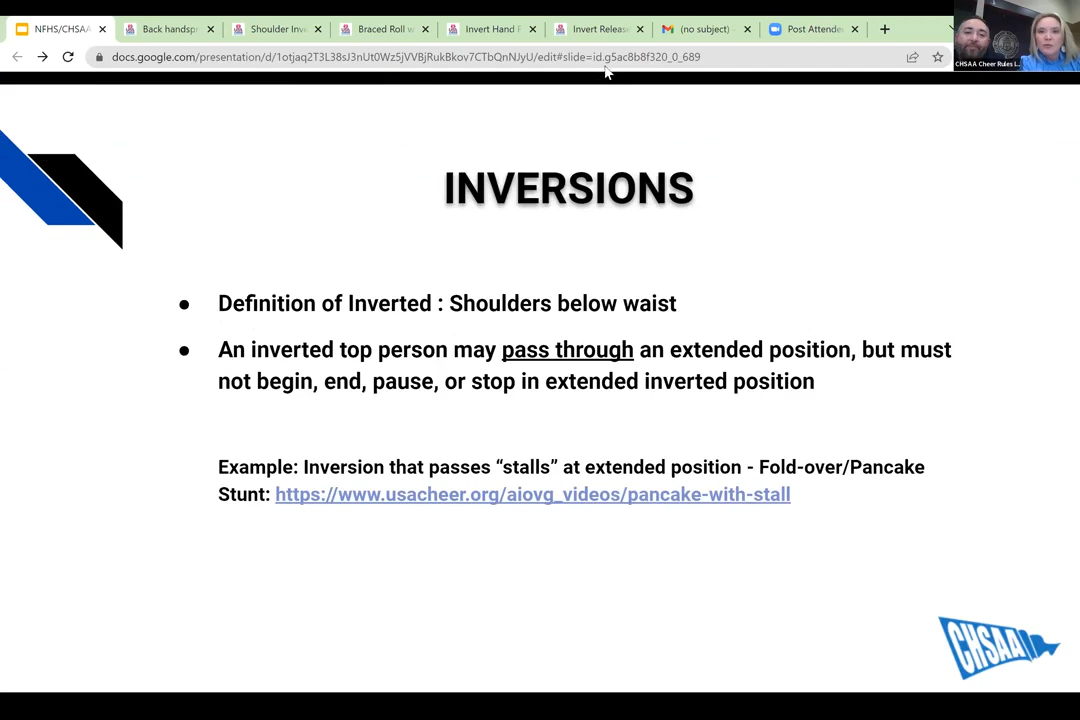 NFHS/CHSAA
Back handspr
Shoulder Inve
Braced Roll w
Invert Hand F
Invert Release
(no subject)
Post Attende
docs.google.com/presentation/d/1otjaq2T3L38sJ3nUt0Wz5jVVBjRukBkov7CTbQnNJyU/edit#slide=id.g5ac8b8f320_0_689
CHSAA Cheer Rules I...
INVERSIONS
● Definition of Inverted : Shoulders below waist
● An inverted top person may pass through an extended position, but must
not begin, end, pause, or stop in extended inverted position
Example: Inversion that passes “stalls” at extended position - Fold-over/Pancake
Stunt: https://www.usacheer.org/aiovg_videos/pancake-with-stall
CHSAA